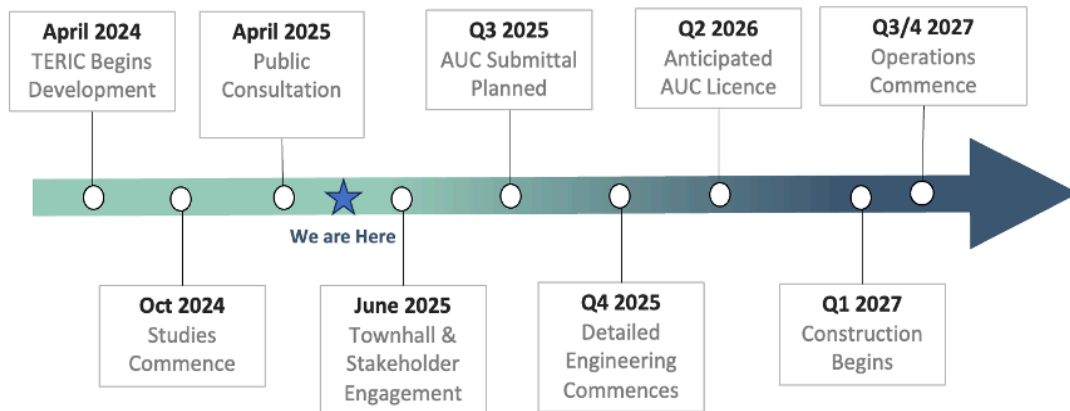 April 2024
TERIC Begins
Development
April 2025
Public
Consultation
Q3 2025
AUC Submittal
Planned
Q2 2026
Anticipated
AUC Licence
Q3/4 2027
Operations
Commence
We are Here
Oct 2024
Studies
Commence
June 2025
Townhall &
Stakeholder
Engagement
Q4 2025
Detailed
Engineering
Commences
Q1 2027
Construction
Begins